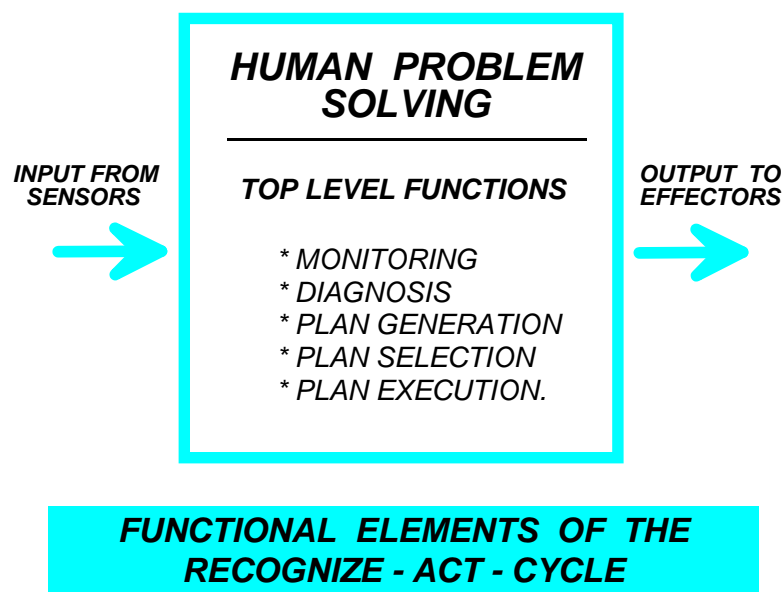 HUMAN PROBLEM
SOLVING
INPUT FROM
SENSORS
TOP LEVEL FUNCTIONS
* MONITORING
* DIAGNOSIS
* PLAN GENERATION
* PLAN SELECTION
* PLAN EXECUTION.
OUTPUT TO
EFFECTORS
FUNCTIONAL ELEMENTS OF THE
RECOGNIZE - ACT - CYCLE